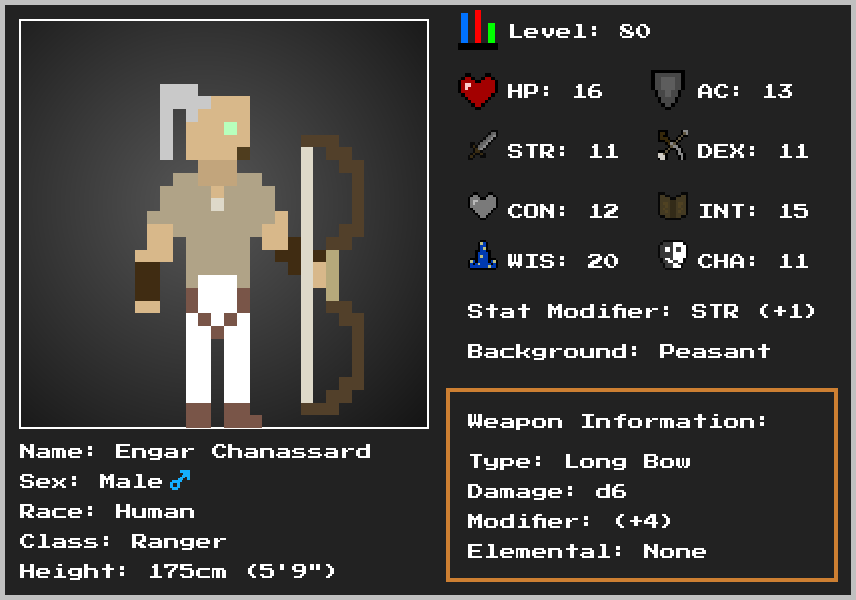 Level: 80
HP: 16
AC: 13
STR: 11
DEX: 11
CON: 12
INT: 15
WIS: 20
CHA: 11
Stat Modifier: STR (+1)
Background: Peasant
Weapon Information:
Type: Long Bow
Damage: d6
Modifier: (+4)
Elemental: None
Name: Engar Chanassard
Sex: Male ♂
Race: Human
Class: Ranger
Height: 175cm (5'9")